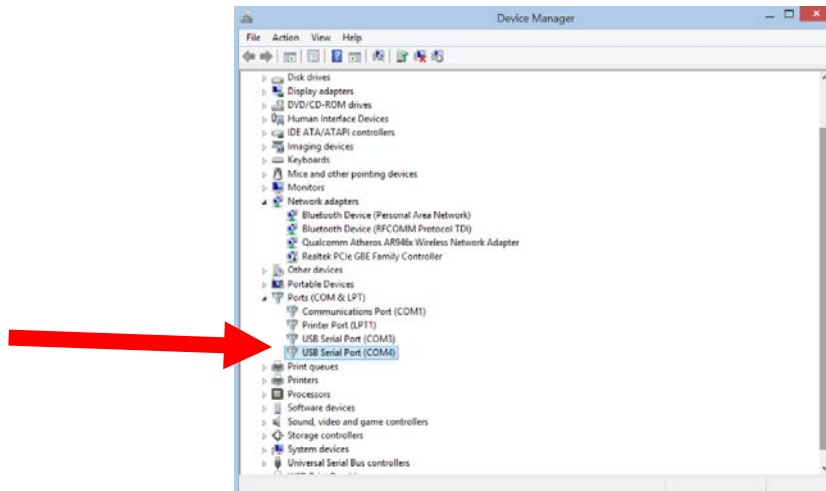 Device Manager
File Action View Help
Disk drives
Display adapters
DVD/CD-ROM drives
Human Interface Devices
IDE ATA/ATAPI controllers
Imaging devices
Keyboards
Mice and other pointing devices
Monitors
Network adapters
Bluetooth Device (Personal Area Network)
Bluetooth Device (RFCOMM Protocol TDI)
Qualcomm Atheros AR946x Wireless Network Adapter
Realtek PCIe GBE Family Controller
Other devices
Portable Devices
Ports (COM & LPT)
Communications Port (COM1)
Printer Port (LPT1)
USB Serial Port (COM3)
USB Serial Port (COM4)
Print queues
Printers
Processors
Software devices
Sound, video and game controllers
Storage controllers
System devices
Universal Serial Bus controllers